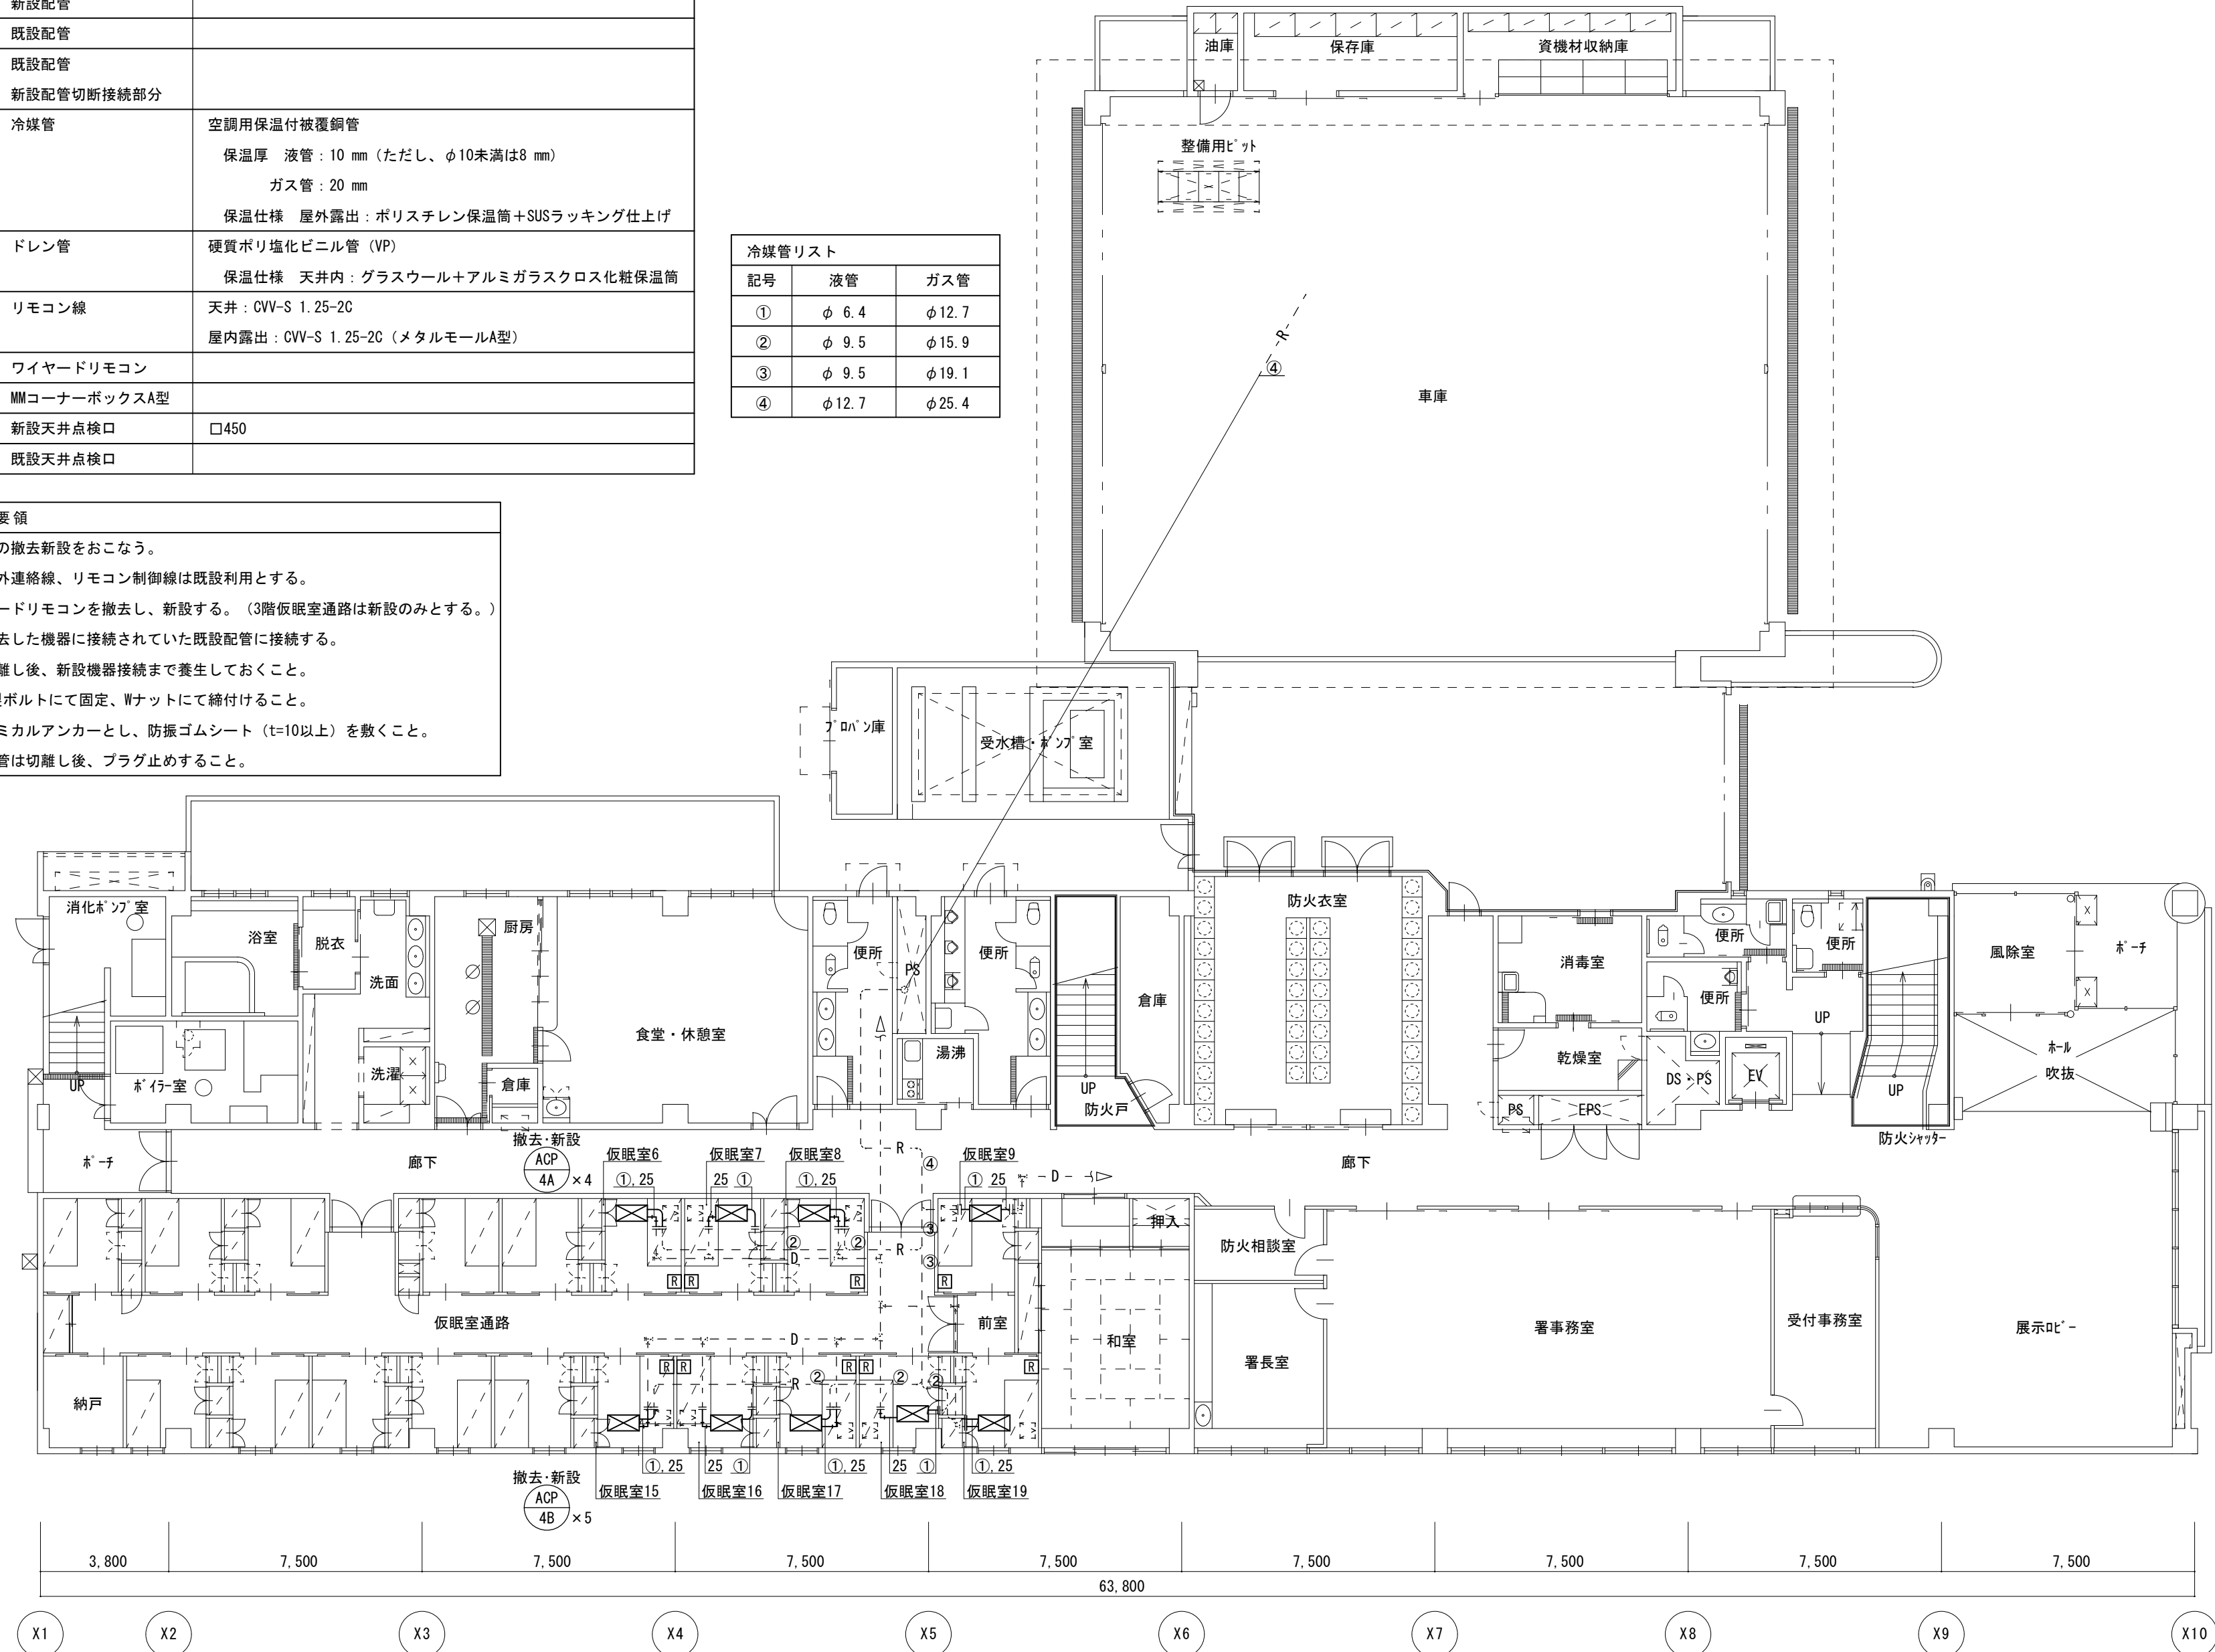 新設配管
既設配管
既設配管
新設配管切断接続部分
冷媒管 空調用保温付被覆銅管
保温厚 液管：10 mm（ただし、φ10未満は8 mm）
ガス管：20 mm
保温仕様 屋外露出：ポリスチレン保温筒＋SUSラッキング仕上げ
ドレン管 硬質ポリ塩化ビニル管（VP）
保温仕様 天井内：グラスウール＋アルミガラスクロス化粧保温筒
リモコン線 天井：CVV-S 1.25-2C
屋内露出：CVV-S 1.25-2C（メタルモールA型）
ワイヤードリモコン
MMコーナーボックスA型
新設天井点検口 □450
既設天井点検口
要領
の撤去新設をおこなう。
外連絡線、リモコン制御線は既設利用とする。
ードリモコンを撤去し、新設する。（3階仮眠室通路は新設のみとする。）
去した機器に接続されていた既設配管に接続する。
離し後、新設機器接続まで養生しておくこと。
ボルトにて固定、Wナットにて締付けること。
ミカルアンカーとし、防振ゴムシート（t=10以上）を敷くこと。
管は切離し後、プラグ止めすること。
冷媒管リスト
記号 液管 ガス管
① φ 6.4 φ12.7
② φ 9.5 φ15.9
③ φ 9.5 φ19.1
④ φ12.7 φ25.4
油庫 保存庫 資機材収納庫
整備用ﾋﾟｯﾄ
R
④
車庫
ﾌﾟﾛﾊﾟﾝ庫
受水槽・ﾎﾟﾝﾌﾟ室
消化ﾎﾟﾝﾌﾟ室 浴室 脱衣 洗面 厨房 便所 PS 便所 防火衣室 消毒室 便所 便所 風除室 ﾎﾟｰﾁ
倉庫 便所
食堂・休憩室 湯沸 UP
ﾎｰﾙ
吹抜
UP ﾎﾞｲﾗｰ室 洗濯 倉庫 UP 乾燥室 DS・PS EV UP
防火戸 PS EPS
防火ｼｬｯﾀｰ
撤去･新設
ACP
4A ×4
ﾎﾟｰﾁ 廊下 仮眠室6 仮眠室7 仮眠室8 R ④ 仮眠室9 廊下
①,25 25 ① ①,25 ① 25 D
押入
② ② R ③ ③
D
防火相談室
R R R R
仮眠室通路 前室 和室 署事務室 受付事務室 展示ﾛﾋﾞｰ
D
署長室
R R R R R
R ② ② ②
納戸
①,25 25 ① ①,25 25 ① ①,25
撤去･新設
ACP
4B ×5
仮眠室15 仮眠室16 仮眠室17 仮眠室18 仮眠室19
3,800 7,500 7,500 7,500 7,500 7,500 7,500 7,500 7,500
63,800
X1 X2 X3 X4 X5 X6 X7 X8 X9 X10